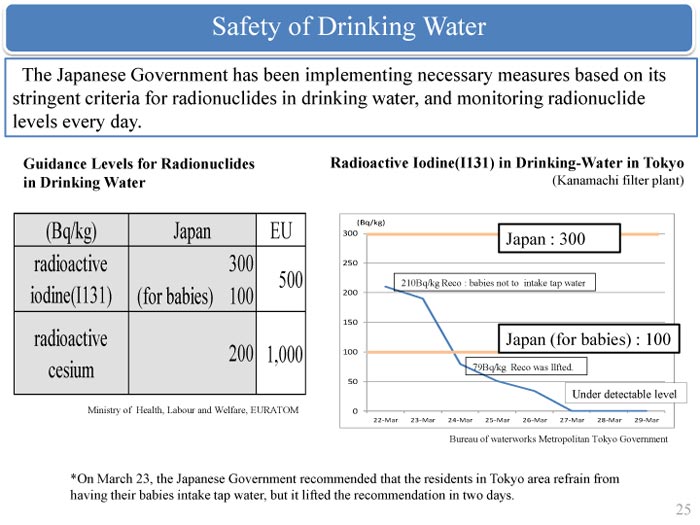 Safety of Drinking Water
The Japanese Government has been implementing necessary measures based on its
stringent criteria for radionuclides in drinking water, and monitoring radionuclide
levels every day.
Guidance Levels for Radionuclides
in Drinking Water
(Bq/kg) Japan EU
radioactive iodine(I131) 300 (for babies) 100 500
radioactive cesium 200 1,000
Ministry of Health, Labour and Welfare, EURATOM
Radioactive Iodine(I131) in Drinking-Water in Tokyo
(Kanamachi filter plant)
(Bq/kg)
300
Japan : 300
250
210Bq/kg Reco : babies not to intake tap water
200
150
Japan (for babies) : 100
100
79Bq/kg Reco was lifted.
50
Under detectable level
0
22-Mar 23-Mar 24-Mar 25-Mar 26-Mar 27-Mar 28-Mar 29-Mar
Bureau of waterworks Metropolitan Tokyo Government
*On March 23, the Japanese Government recommended that the residents in Tokyo area refrain from
having their babies intake tap water, but it lifted the recommendation in two days.
25